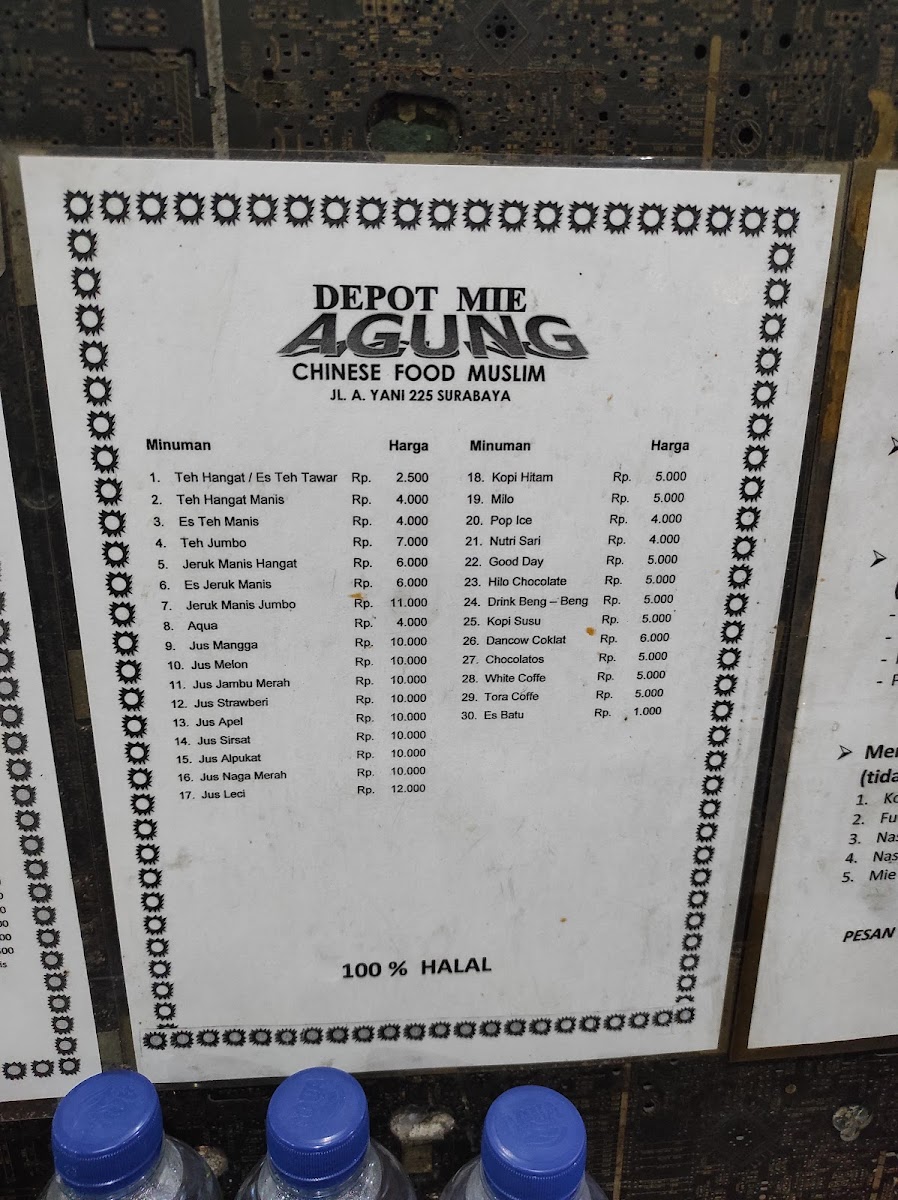 DEPOT MIE
AGUNG
CHINESE FOOD MUSLIM
JL. A. YANI 225 SURABAYA
Minuman Harga
1. Teh Hangat / Es Teh Tawar Rp. 2.500
2. Teh Hangat Manis Rp. 4.000
3. Es Teh Manis Rp. 4.000
4. Teh Jumbo Rp. 7.000
5. Jeruk Manis Hangat Rp. 6.000
6. Es Jeruk Manis Rp. 6.000
7. Jeruk Manis Jumbo Rp. 11.000
8. Aqua Rp. 4.000
9. Jus Mangga Rp. 10.000
10. Jus Melon Rp. 10.000
11. Jus Jambu Merah Rp. 10.000
12. Jus Strawberi Rp. 10.000
13. Jus Apel Rp. 10.000
14. Jus Sirsat Rp. 10.000
15. Jus Alpukat Rp. 10.000
16. Jus Naga Merah Rp. 10.000
17. Jus Leci Rp. 12.000
Minuman Harga
18. Kopi Hitam Rp. 5.000
19. Milo Rp. 5.000
20. Pop Ice Rp. 4.000
21. Nutri Sari Rp. 4.000
22. Good Day Rp. 5.000
23. Hilo Chocolate Rp. 5.000
24. Drink Beng – Beng Rp. 5.000
25. Kopi Susu Rp. 5.000
26. Dancow Coklat Rp. 6.000
27. Chocolatos Rp. 5.000
28. White Coffe Rp. 5.000
29. Tora Coffe Rp. 5.000
30. Es Batu Rp. 1.000
100 % HALAL
1.
2.
3.
4.
5. Mie
PESAN